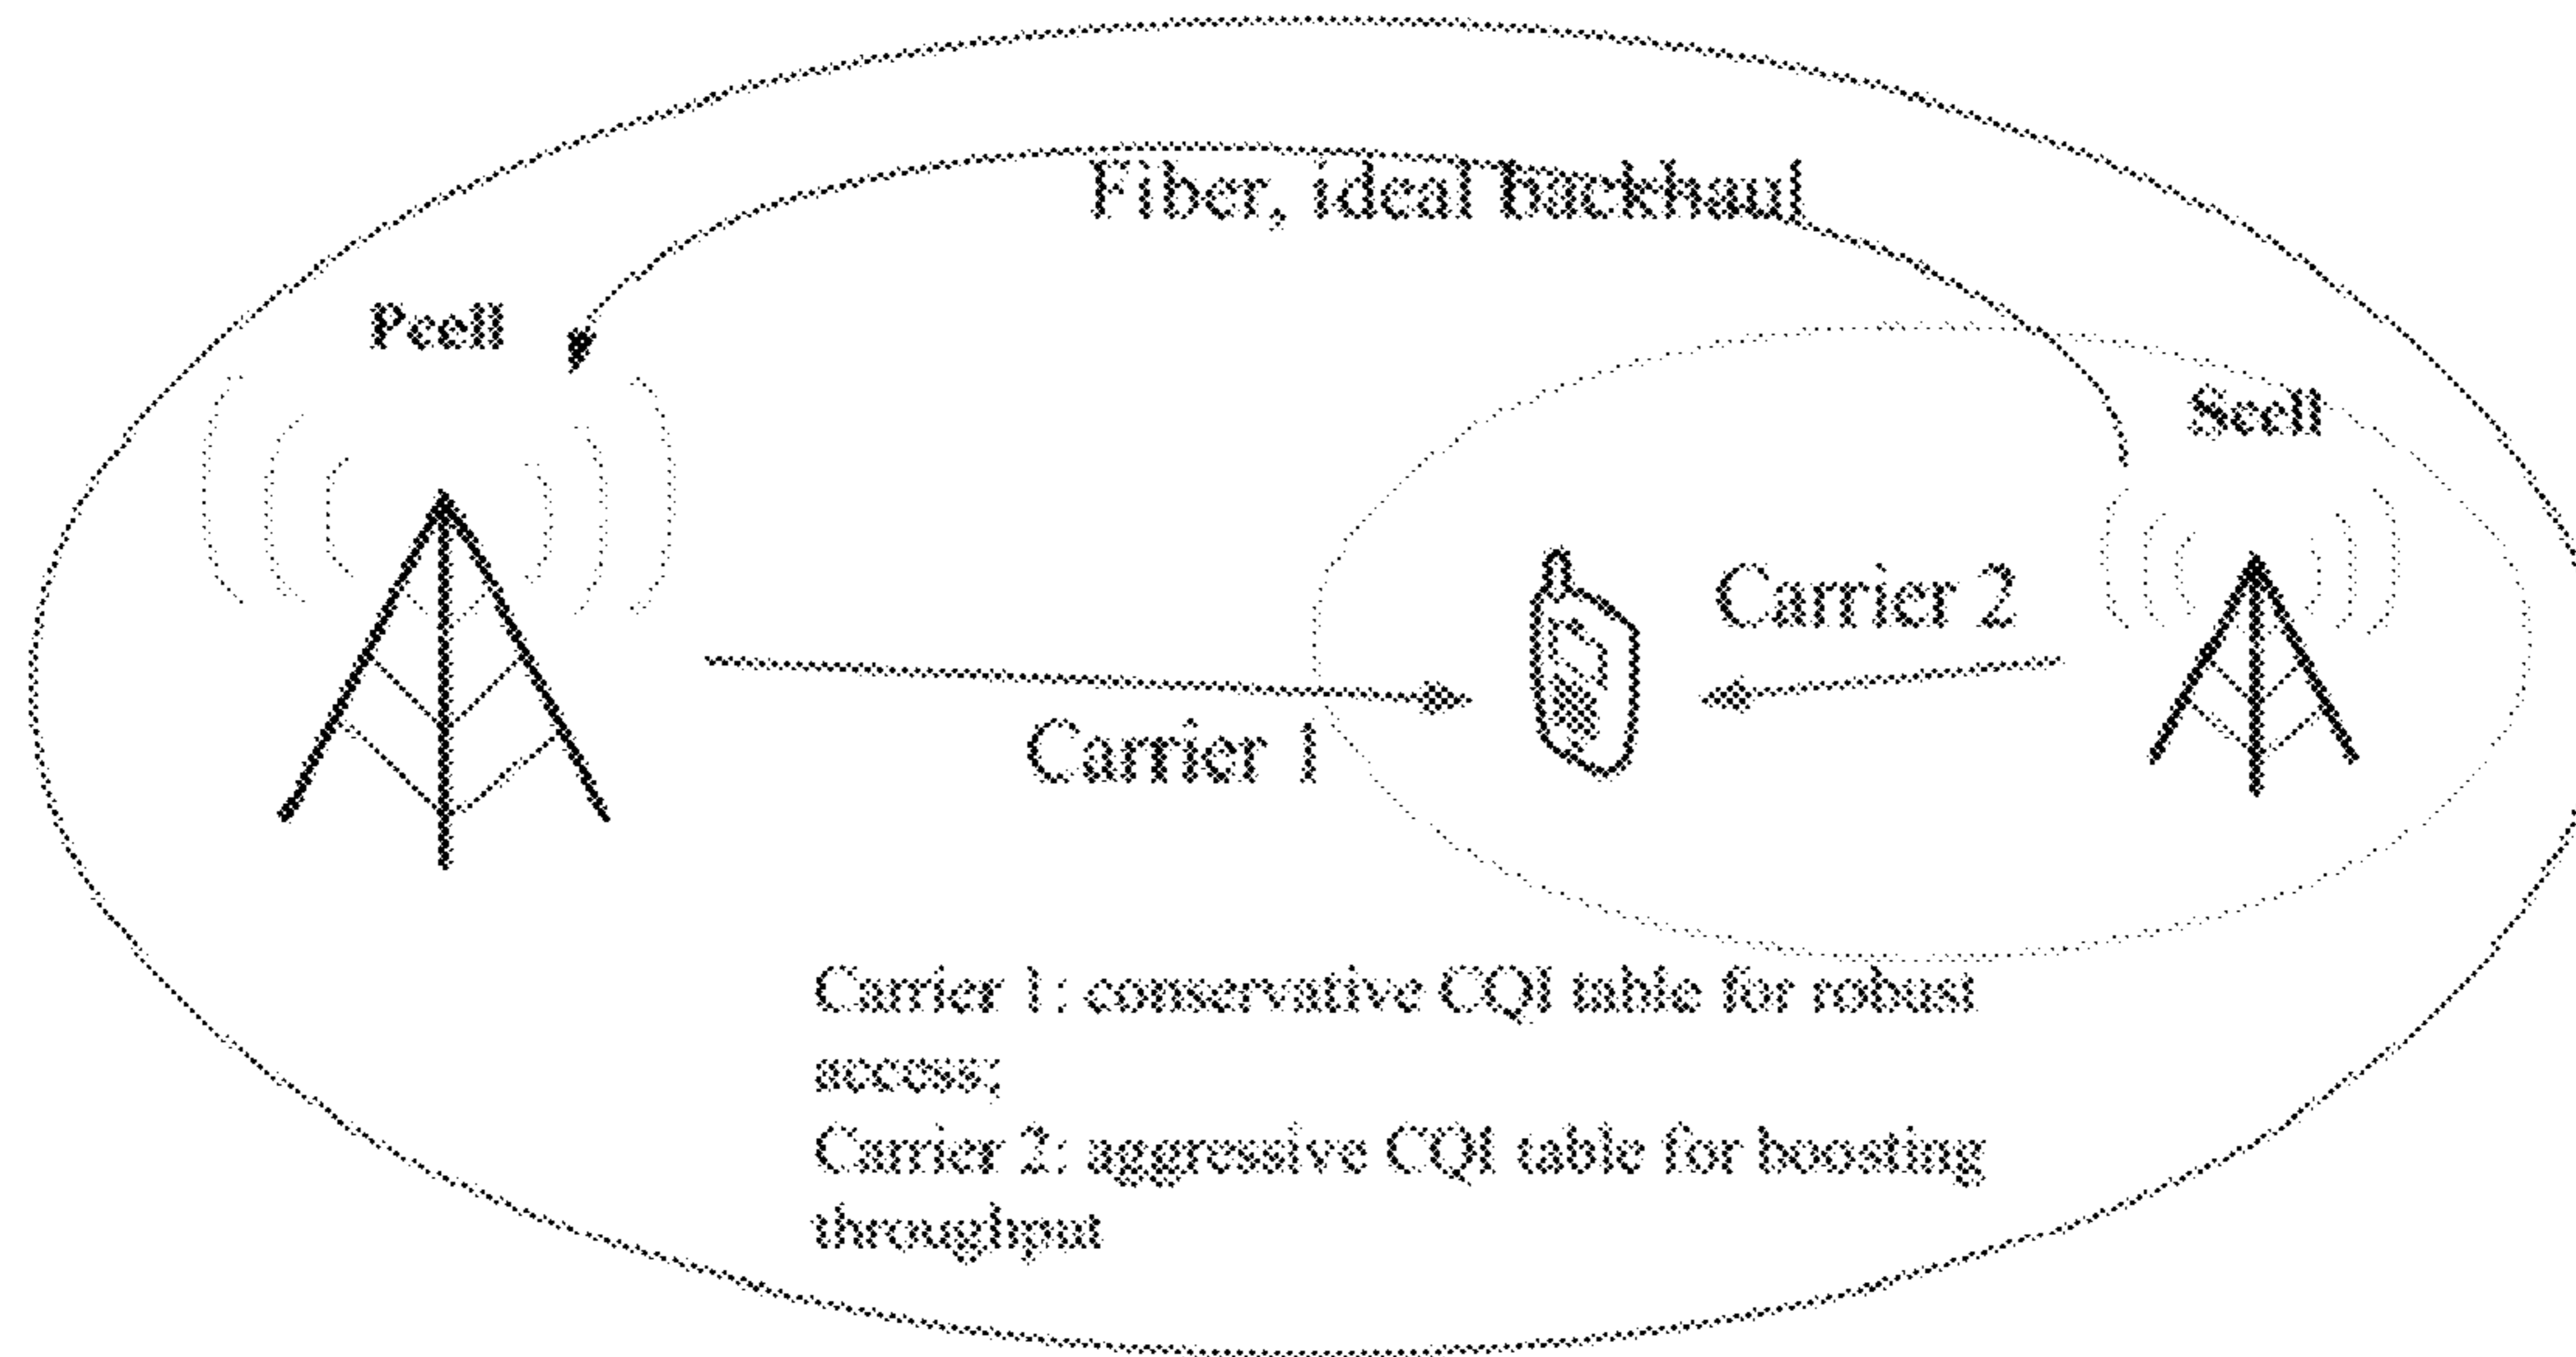 Fiber, ideal backhaul
Pcell
Scell
Carrier 2
Carrier 1
Carrier 1: conservative CQI table for robust
access;
Carrier 2: aggressive CQI table for boosting
throughput